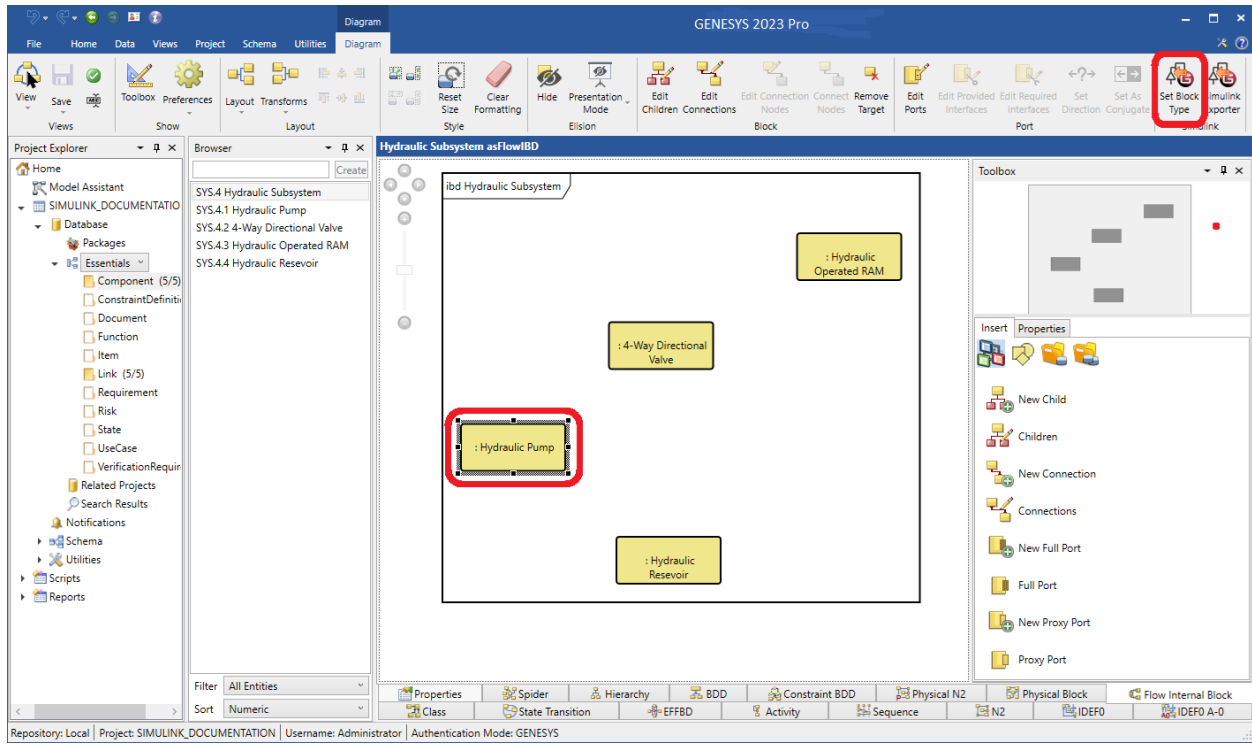 Diagram
GENESYS 2023 Pro
File Home Data Views Project Schema Utilities Diagram
View Save Toolbox Preferences Layout Transforms Reset Size Clear Formatting Hide Presentation Mode Edit Children Edit Connections Edit Connection Nodes Connect Nodes Remove Target Edit Ports Edit Provided Interfaces Edit Required Interfaces Set Direction Set As Conjugate Set Block Type Simulink Exporter
Views Show Layout Style Elision Block Port Simulink
Project Explorer
Home
Model Assistant
SIMULINK_DOCUMENTATIO
Database
Packages
Essentials
Component (5/5)
ConstraintDefiniti
Document
Function
Item
Link (5/5)
Requirement
Risk
State
UseCase
VerificationRequire
Related Projects
Search Results
Notifications
Schema
Utilities
Scripts
Reports
Browser
Create
SYS.4 Hydraulic Subsystem
SYS.4.1 Hydraulic Pump
SYS.4.2 4-Way Directional Valve
SYS.4.3 Hydraulic Operated RAM
SYS.4.4 Hydraulic Resevoir
Filter All Entities
Sort Numeric
Hydraulic Subsystem asFlowIBD
ibd Hydraulic Subsystem
: Hydraulic
Operated RAM
: 4-Way Directional
Valve
: Hydraulic Pump
: Hydraulic
Resevoir
Toolbox
Insert Properties
New Child
Children
New Connection
Connections
New Full Port
Full Port
New Proxy Port
Proxy Port
Properties Spider Hierarchy BDD Constraint BDD Physical N2 Physical Block Flow Internal Block
Class State Transition EFFBD Activity Sequence N2 IDEF0 IDEF0 A-0
Repository: Local Project: SIMULINK_DOCUMENTATION Username: Administrator Authentication Mode: GENESYS